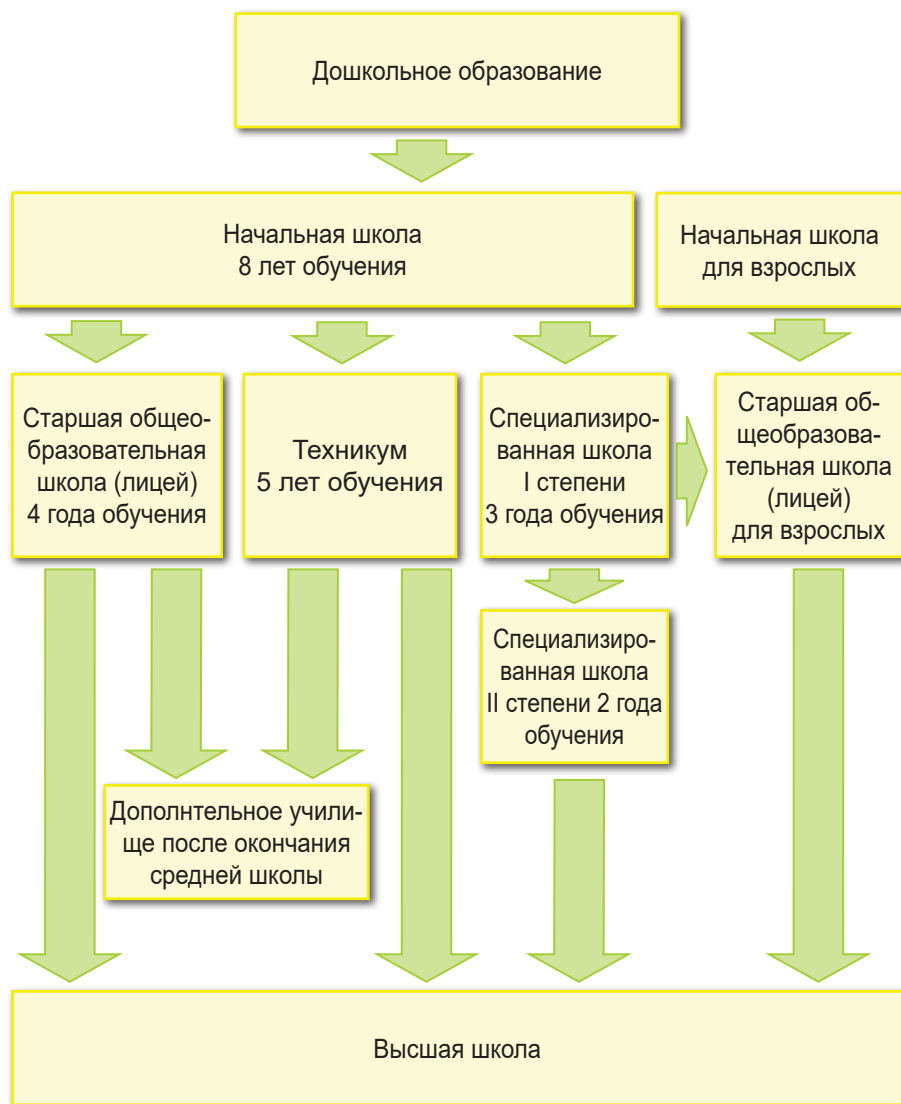 Дошкольное образование
Начальная школа
8 лет обучения
Начальная школа
для взрослых
Старшая общео-
бразовательная
школа (лицей)
4 года обучения
Техникум
5 лет обучения
Специализиро-
ванная школа
I степени
3 года обучения
Старшая об-
щеобразова-
тельная школа
(лицей)
для взрослых
Специализиро-
ванная школа
II степени 2 года
обучения
Дополнтельное учили-
ще после окончания
средней школы
Высшая школа